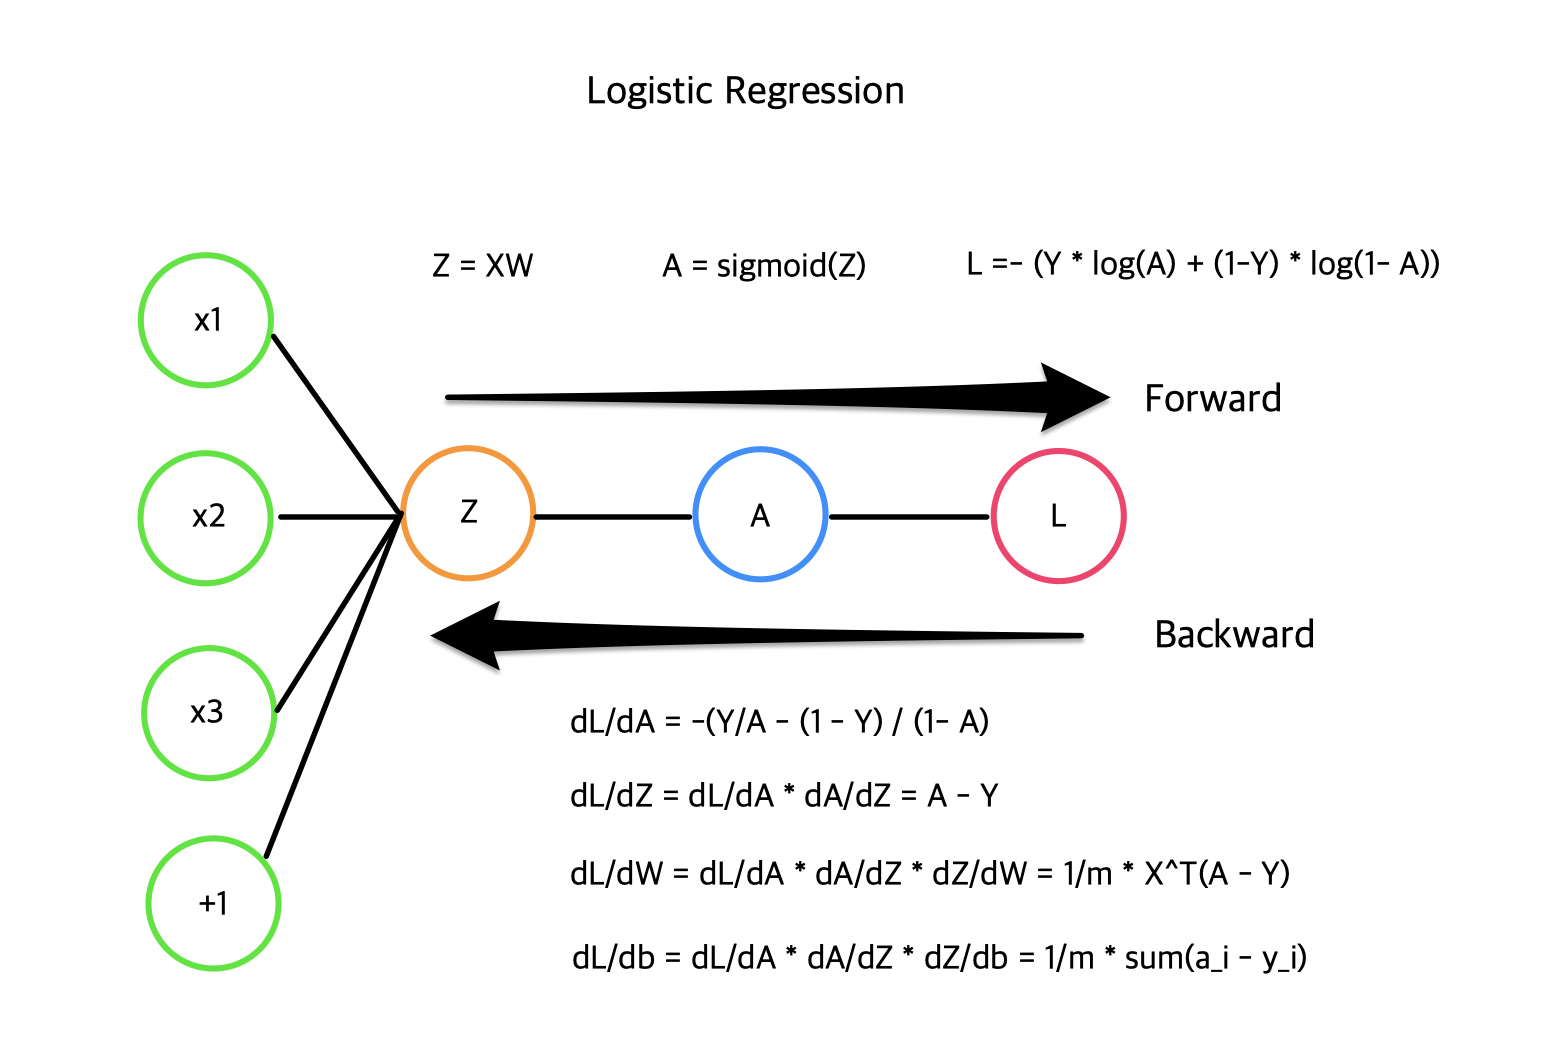 Logistic Regression
Z = XW
A = sigmoid(Z)
L =- (Y * log(A) + (1-Y) * log(1- A))
x1
Forward
x2
Z
A
L
Backward
x3
dL/dA = -(Y/A - (1 - Y) / (1- A)
dL/dZ = dL/dA * dA/dZ = A - Y
dL/dW = dL/dA * dA/dZ * dZ/dW = 1/m * X^T(A - Y)
+1
dL/db = dL/dA * dA/dZ * dZ/db = 1/m * sum(a_i - y_i)